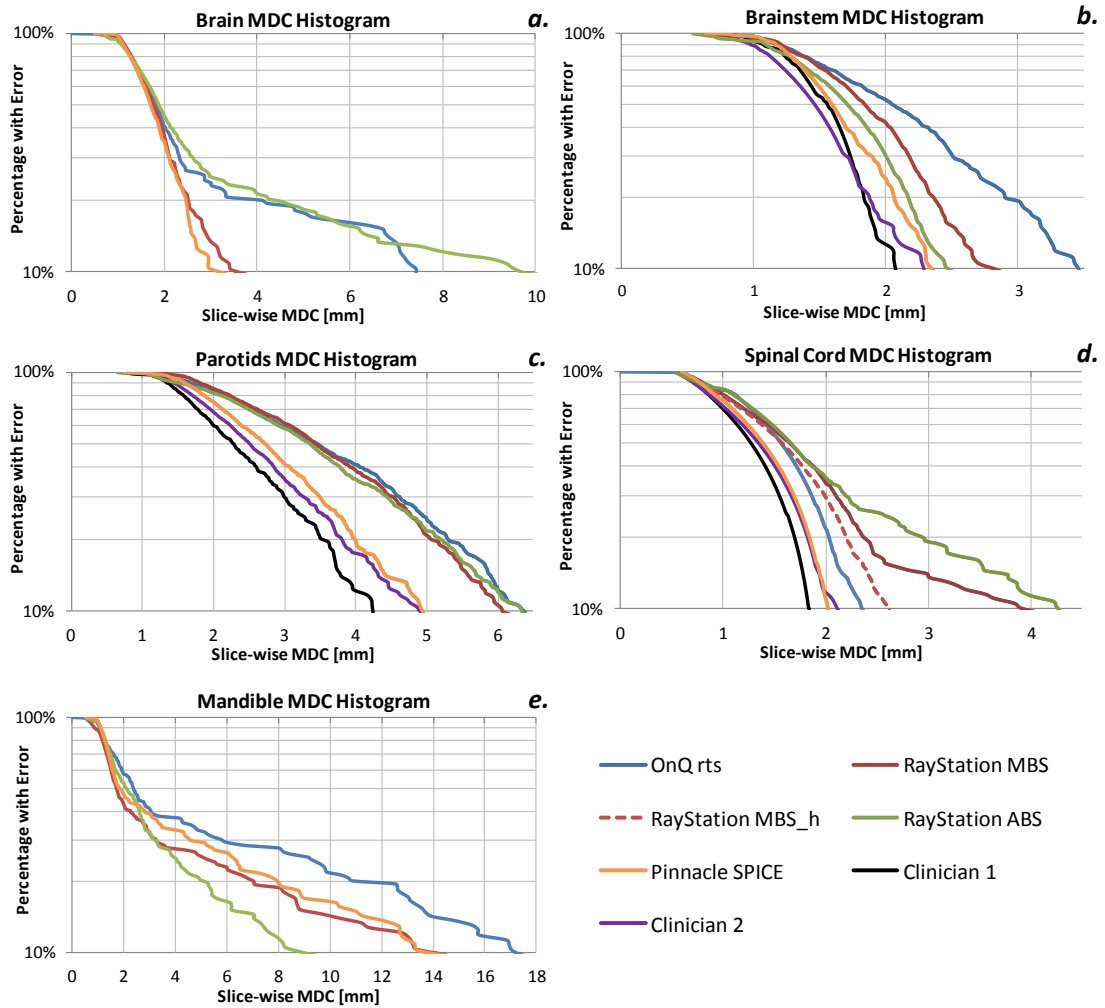 Brain MDC Histogram
a.
100%
Percentage with Error
10%
0 2 4 6 8 10
Slice-wise MDC [mm]
Brainstem MDC Histogram
b.
100%
Percentage with Error
10%
0 1 2 3
Slice-wise MDC [mm]
Parotids MDC Histogram
c.
100%
Percentage with Error
10%
0 1 2 3 4 5 6
Slice-wise MDC [mm]
Spinal Cord MDC Histogram
d.
100%
Percentage with Error
10%
0 1 2 3 4
Slice-wise MDC [mm]
Mandible MDC Histogram
e.
100%
Percentage with Error
10%
0 2 4 6 8 10 12 14 16 18
Slice-wise MDC [mm]
OnQ rts
RayStation MBS
RayStation MBS_h
RayStation ABS
Pinnacle SPICE
Clinician 1
Clinician 2